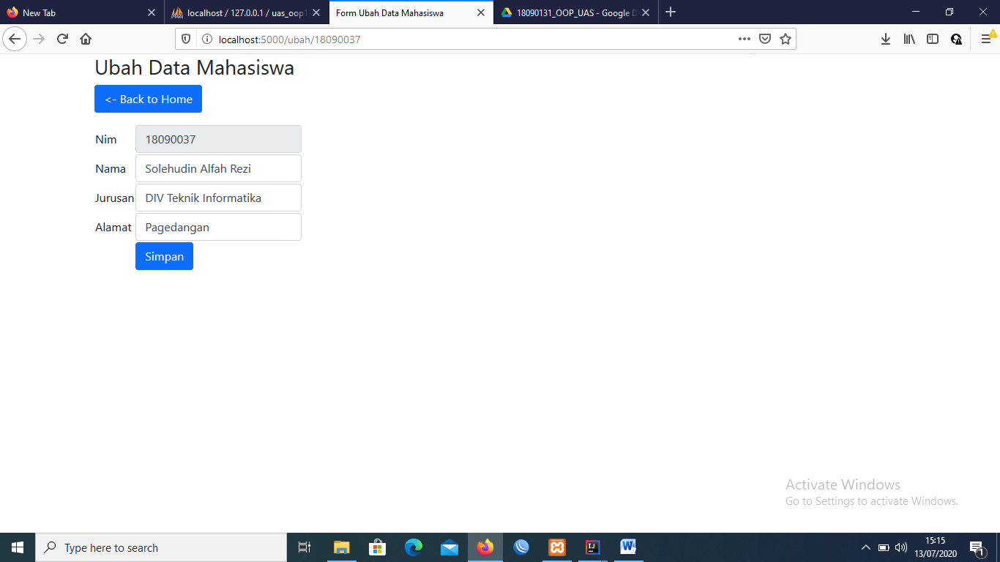 New Tab
localhost / 127.0.0.1 / uas_oop1
Form Ubah Data Mahasiswa
18090131_OOP_UAS - Google D
localhost:5000/ubah/18090037
Ubah Data Mahasiswa
<- Back to Home
Nim 18090037
Nama Solehudin Alfah Rezi
Jurusan DIV Teknik Informatika
Alamat Pagedangan
Simpan
Activate Windows
Go to Settings to activate Windows.
Type here to search
15:15
13/07/2020
1